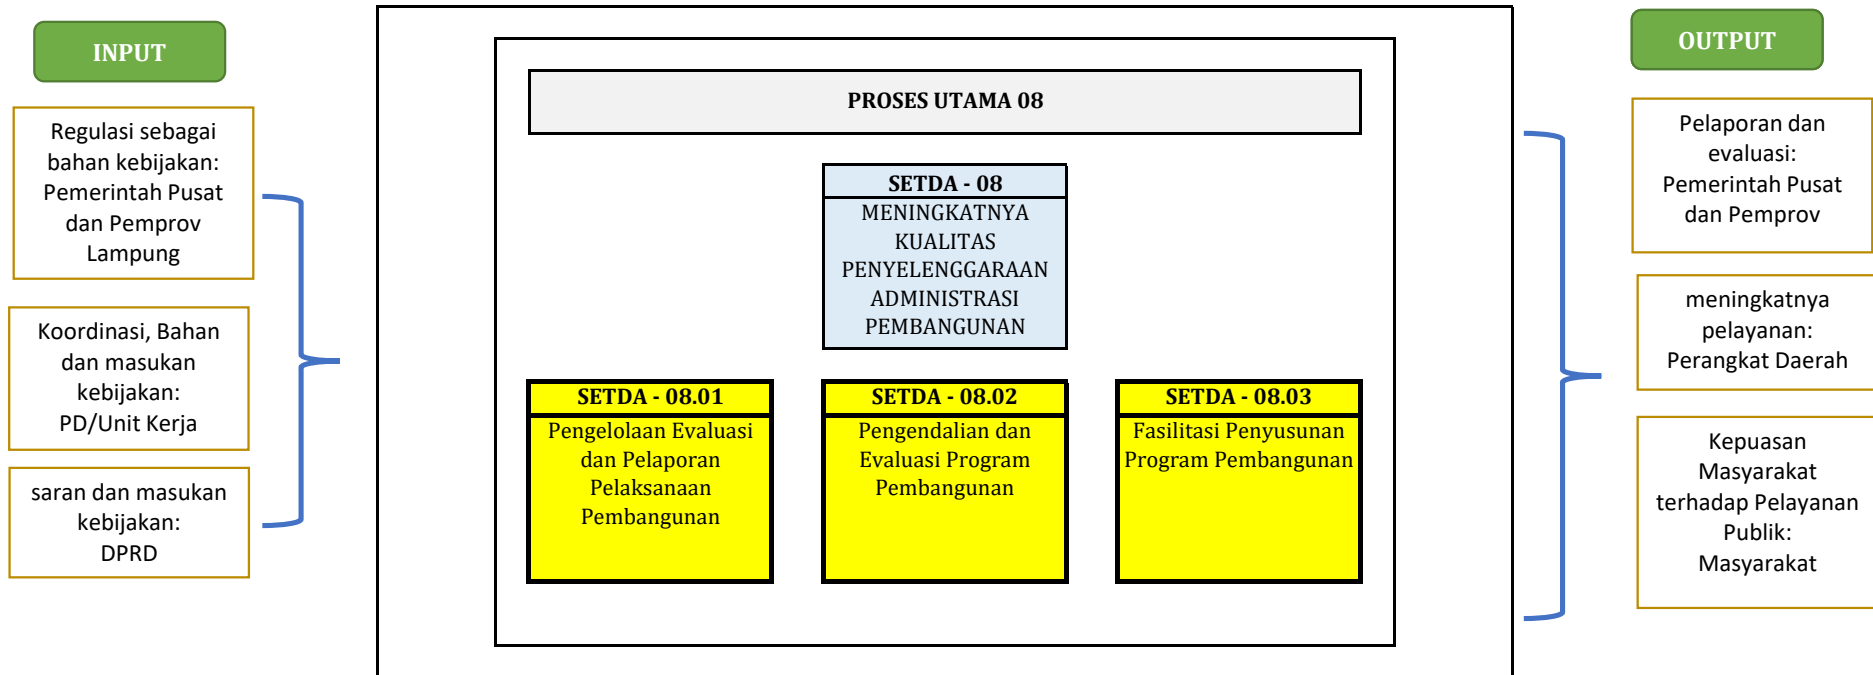 INPUT
Regulasi sebagai
bahan kebijakan:
Pemerintah Pusat
dan Pemprov
Lampung
Koordinasi, Bahan
dan masukan
kebijakan:
PD/Unit Kerja
saran dan masukan
kebijakan:
DPRD
PROSES UTAMA 08
SETDA - 08
MENINGKATNYA
KUALITAS
PENYELENGGARAAN
ADMINISTRASI
PEMBANGUNAN
SETDA - 08.01
Pengelolaan Evaluasi
dan Pelaporan
Pelaksanaan
Pembangunan
SETDA - 08.02
Pengendalian dan
Evaluasi Program
Pembangunan
SETDA - 08.03
Fasilitasi Penyusunan
Program Pembangunan
OUTPUT
Pelaporan dan
evaluasi:
Pemerintah Pusat
dan Pemprov
meningkatnya
pelayanan:
Perangkat Daerah
Kepuasan
Masyarakat
terhadap Pelayanan
Publik:
Masyarakat